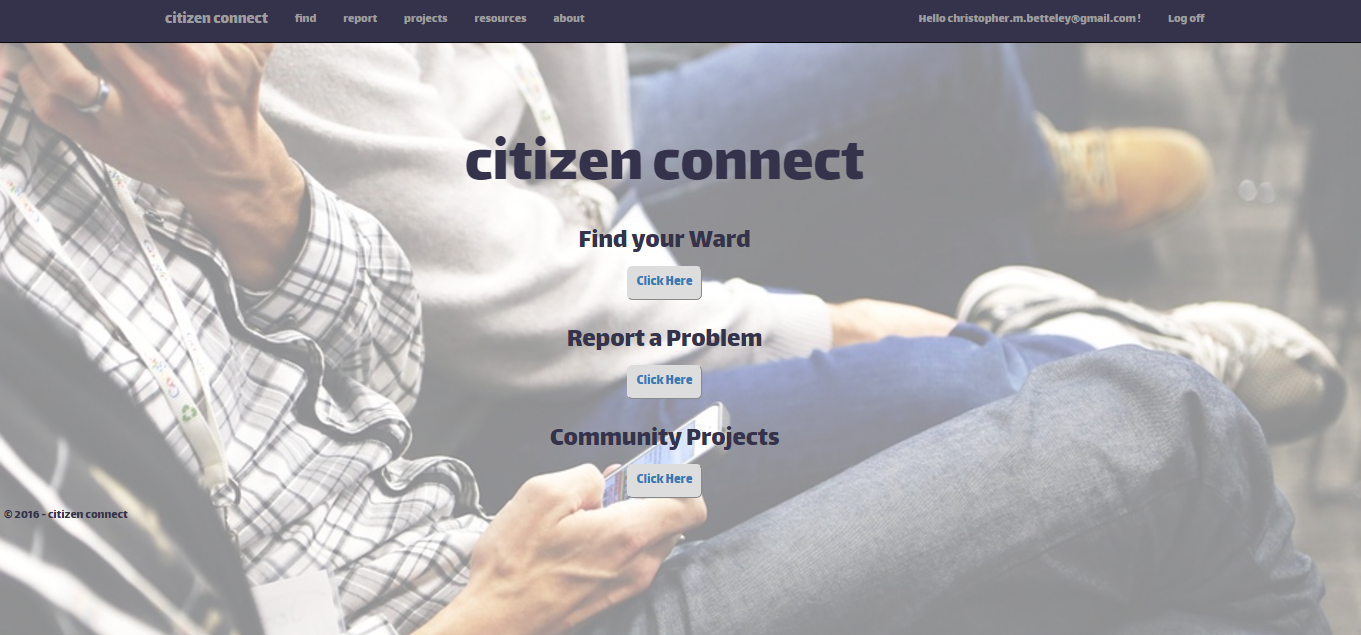 citizen connect find report projects resources about Hello christopher.m.betteley@gmail.com! Log off
citizen connect
Find your Ward
Click Here
Report a Problem
Click Here
Community Projects
Click Here
© 2016 - citizen connect